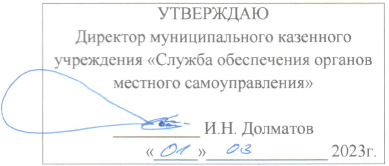 УТВЕРЖДАЮ
Директор муниципального казенного
учреждения «Служба обеспечения органов
местного самоуправления»
И.Н. Долматов
«01» 03 2023г.